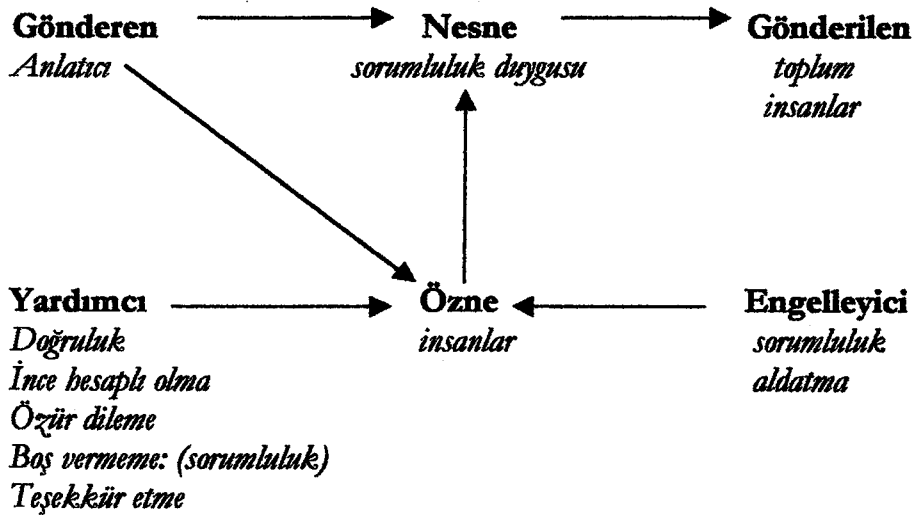 Gönderen Nesne Gönderilen
Anlatıcı sorumluluk duygusu toplum
insanlar
Yardımcı Özne Engelleyici
Doğruluk insanlar sorumluluk
İnce hesaplı olma aldatma
Özür dileme
Boş vermeme: (sorumluluk)
Teşekkür etme